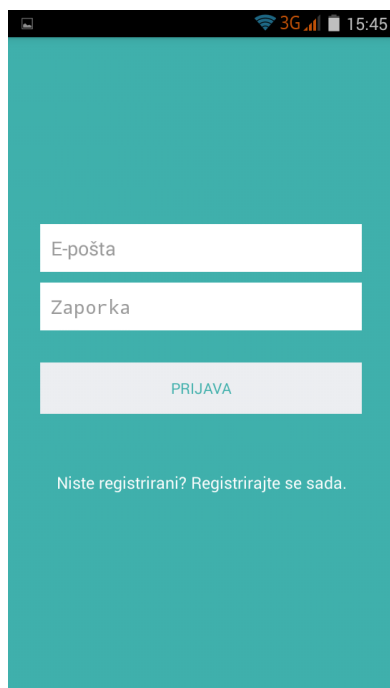 3G 15:45
E-pošta
Zaporka
PRIJAVA
Niste registrirani? Registrirajte se sada.